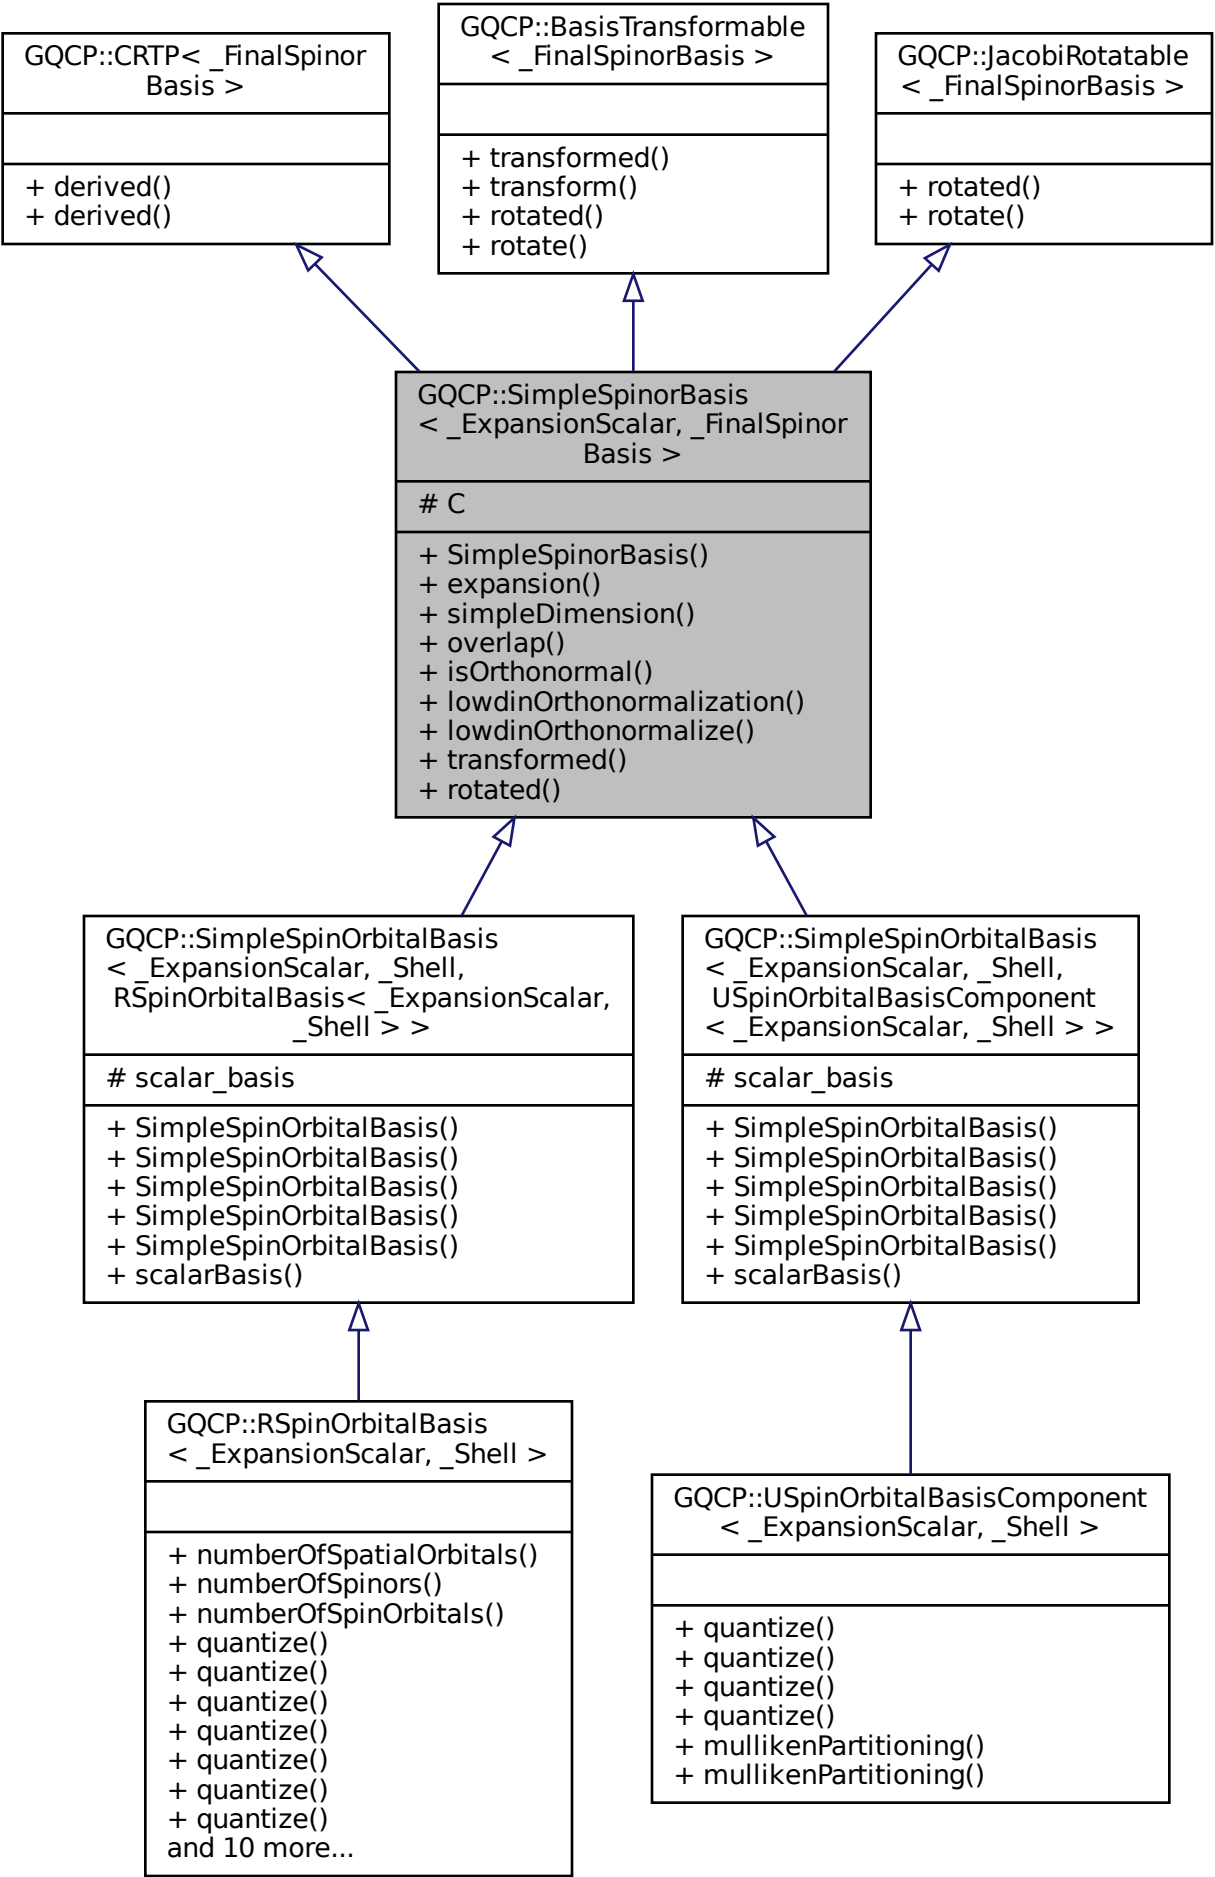 GQCP::CRTP< _FinalSpinor
Basis >
+ derived()
+ derived()
GQCP::BasisTransformable
< _FinalSpinorBasis >
+ transformed()
+ transform()
+ rotated()
+ rotate()
GQCP::JacobiRotatable
< _FinalSpinorBasis >
+ rotated()
+ rotate()
GQCP::SimpleSpinorBasis
< _ExpansionScalar, _FinalSpinor
Basis >
# C
+ SimpleSpinorBasis()
+ expansion()
+ simpleDimension()
+ overlap()
+ isOrthonormal()
+ lowdinOrthonormalization()
+ lowdinOrthonormalize()
+ transformed()
+ rotated()
GQCP::SimpleSpinOrbitalBasis
< _ExpansionScalar, _Shell,
RSpinOrbitalBasis< _ExpansionScalar,
_Shell > >
# scalar_basis
+ SimpleSpinOrbitalBasis()
+ SimpleSpinOrbitalBasis()
+ SimpleSpinOrbitalBasis()
+ SimpleSpinOrbitalBasis()
+ SimpleSpinOrbitalBasis()
+ scalarBasis()
GQCP::SimpleSpinOrbitalBasis
< _ExpansionScalar, _Shell,
USpinOrbitalBasisComponent
< _ExpansionScalar, _Shell > >
# scalar_basis
+ SimpleSpinOrbitalBasis()
+ SimpleSpinOrbitalBasis()
+ SimpleSpinOrbitalBasis()
+ SimpleSpinOrbitalBasis()
+ SimpleSpinOrbitalBasis()
+ scalarBasis()
GQCP::RSpinOrbitalBasis
< _ExpansionScalar, _Shell >
+ numberOfSpatialOrbitals()
+ numberOfSpinors()
+ numberOfSpinOrbitals()
+ quantize()
+ quantize()
+ quantize()
+ quantize()
+ quantize()
+ quantize()
+ quantize()
and 10 more...
GQCP::USpinOrbitalBasisComponent
< _ExpansionScalar, _Shell >
+ quantize()
+ quantize()
+ quantize()
+ quantize()
+ mullikenPartitioning()
+ mullikenPartitioning()